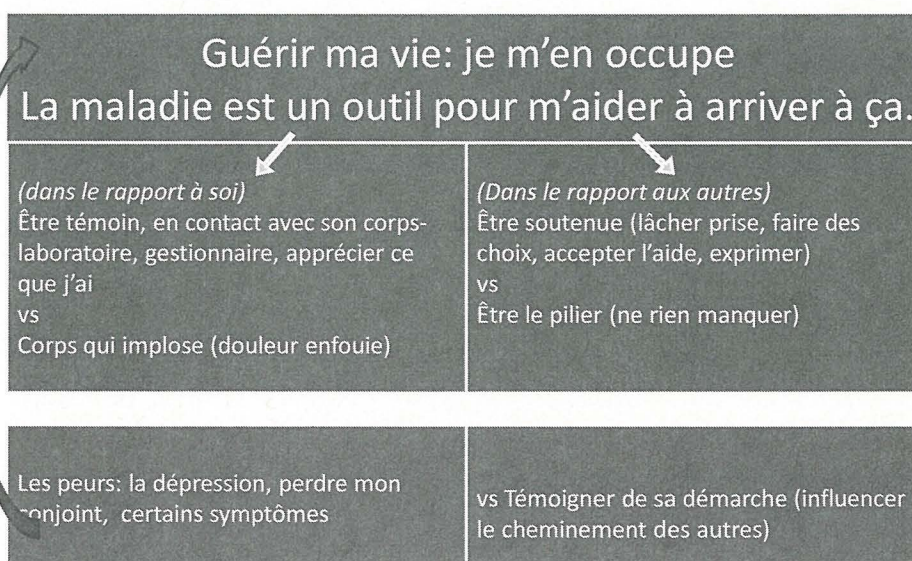 Guérir ma vie: je m'en occupe
La maladie est un outil pour m'aider à arriver à ça.
(dans le rapport à soi)
Être témoin, en contact avec son corps-
laboratoire, gestionnaire, apprécier ce
que j'ai
vs
Corps qui implose (douleur enfouie)
(Dans le rapport aux autres)
Être soutenue (lâcher prise, faire des
choix, accepter l'aide, exprimer)
vs
Être le pilier (ne rien manquer)
Les peurs: la dépression, perdre mon
conjoint, certains symptômes
vs Témoigner de sa démarche (influencer
le cheminement des autres)